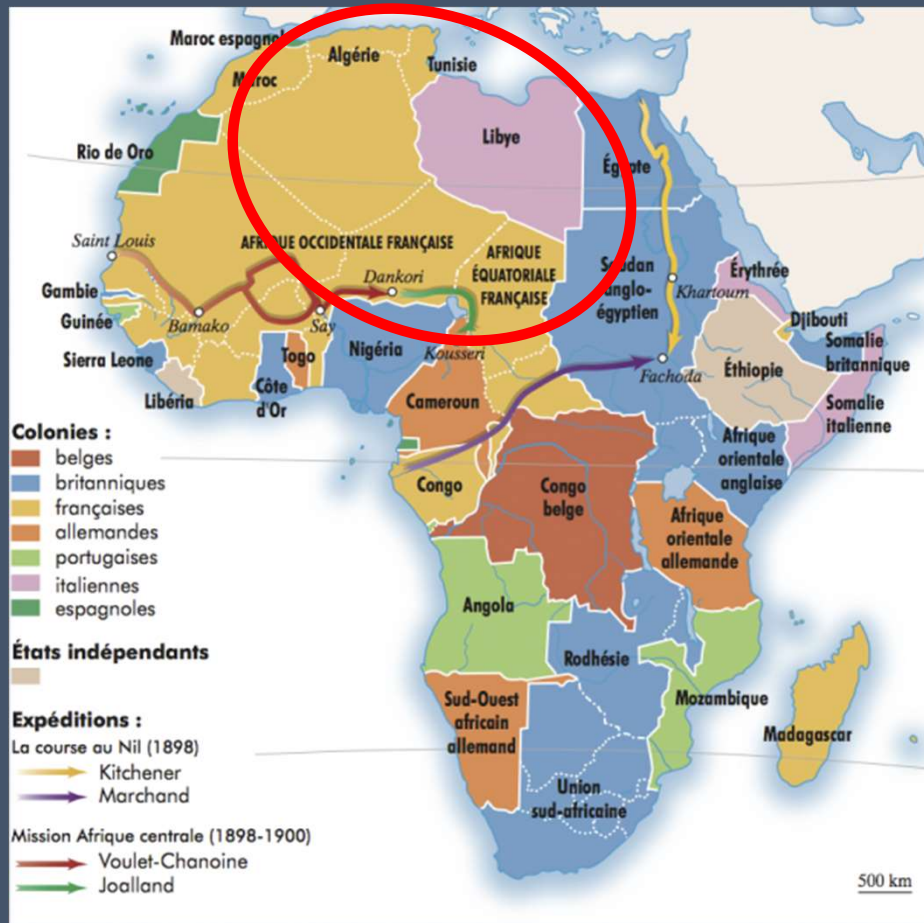 Maroc espagnol
Algérie
Tunisie
Maroc
Libye
Rio de Oro
Égypte
Saint Louis
AFRIQUE OCCIDENTALE FRANÇAISE
AFRIQUE
ÉQUATORIALE
FRANÇAISE
Dankori
Soudan
anglo-
égyptien
Érythrée
Khartoum
Gambie
Guinée
Bamako
Say
Djibouti
Somalie
britannique
Sierra Leone
Togo
Nigéria
Kousseri
Fachoda
Éthiopie
Libéria
Côte
d'Or
Cameroun
Somalie
italienne
Afrique
orientale
anglaise
Congo
Congo
belge
Afrique
orientale
allemande
Angola
Rodhésie
Mozambique
Sud-Ouest
africain
allemand
Madagascar
Union
sud-africaine
Colonies :
belges
britanniques
françaises
allemandes
portugaises
italiennes
espagnoles
États indépendants
Expéditions :
La course au Nil (1898)
Kitchener
Marchand
Mission Afrique centrale (1898-1900)
Voulet-Chanoine
Joalland
500 km